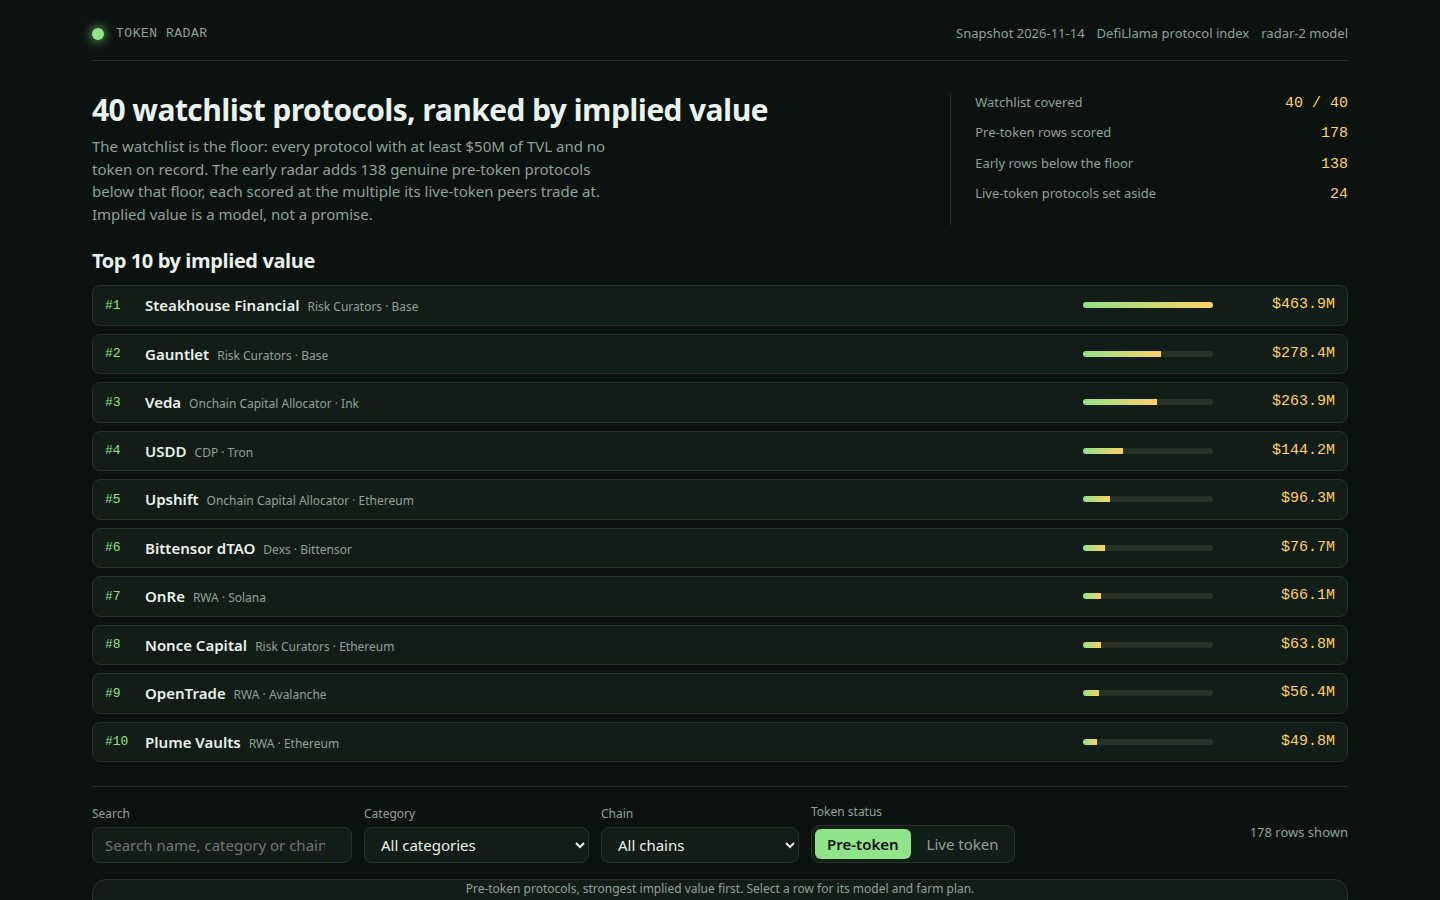 TOKEN RADAR
Snapshot 2026-11-14 DefiLlama protocol index radar-2 model
40 watchlist protocols, ranked by implied value
The watchlist is the floor: every protocol with at least $50M of TVL and no
token on record. The early radar adds 138 genuine pre-token protocols
below that floor, each scored at the multiple its live-token peers trade at.
Implied value is a model, not a promise.
Watchlist covered 40 / 40
Pre-token rows scored 178
Early rows below the floor 138
Live-token protocols set aside 24
Top 10 by implied value
#1 Steakhouse Financial Risk Curators · Base $463.9M
#2 Gauntlet Risk Curators · Base $278.4M
#3 Veda Onchain Capital Allocator · Ink $263.9M
#4 USDD CDP · Tron $144.2M
#5 Upshift Onchain Capital Allocator · Ethereum $96.3M
#6 Bittensor dTAO Dexs · Bittensor $76.7M
#7 OnRe RWA · Solana $66.1M
#8 Nonce Capital Risk Curators · Ethereum $63.8M
#9 OpenTrade RWA · Avalanche $56.4M
#10 Plume Vaults RWA · Ethereum $49.8M
Search Category Chain Token status
Search name, category or chain All categories All chains Pre-token Live token 178 rows shown
Pre-token protocols, strongest implied value first. Select a row for its model and farm plan.